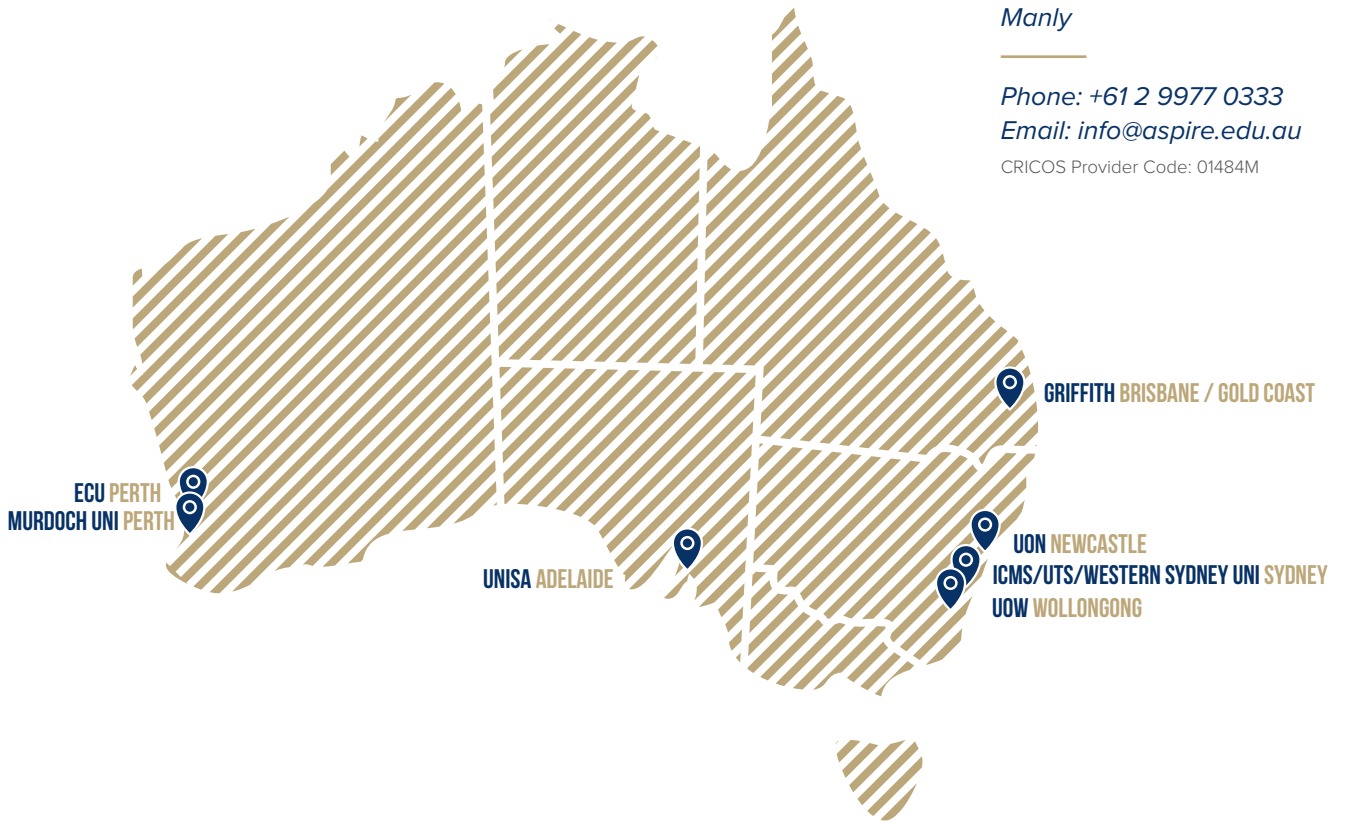 Manly
Phone: +61 2 9977 0333
Email: info@aspire.edu.au
CRICOS Provider Code: 01484M
GRIFFITH BRISBANE / GOLD COAST
ECU PERTH
MURDOCH UNI PERTH
UON NEWCASTLE
ICMS/UTS/WESTERN SYDNEY UNI SYDNEY
UNISA ADELAIDE
UOW WOLLONGONG